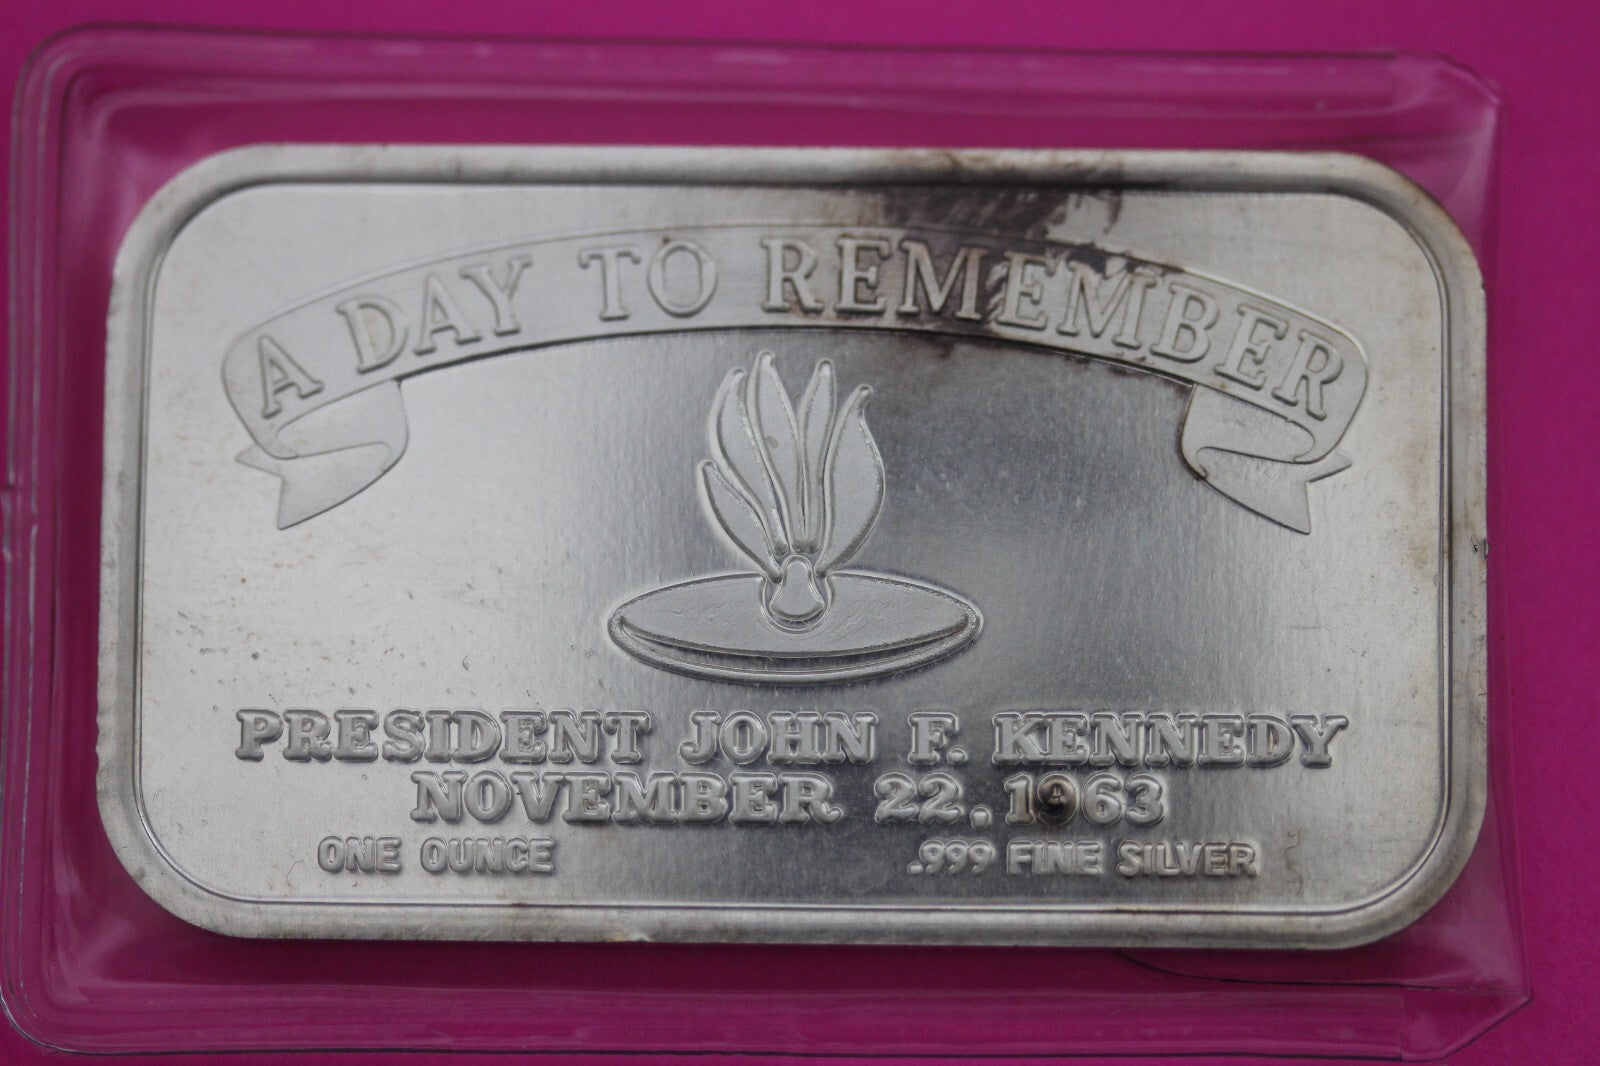 A DAY TO REMEMBER
PRESIDENT JOHN F. KENNEDY
NOVEMBER 22, 1963
ONE OUNCE .999 FINE SILVER